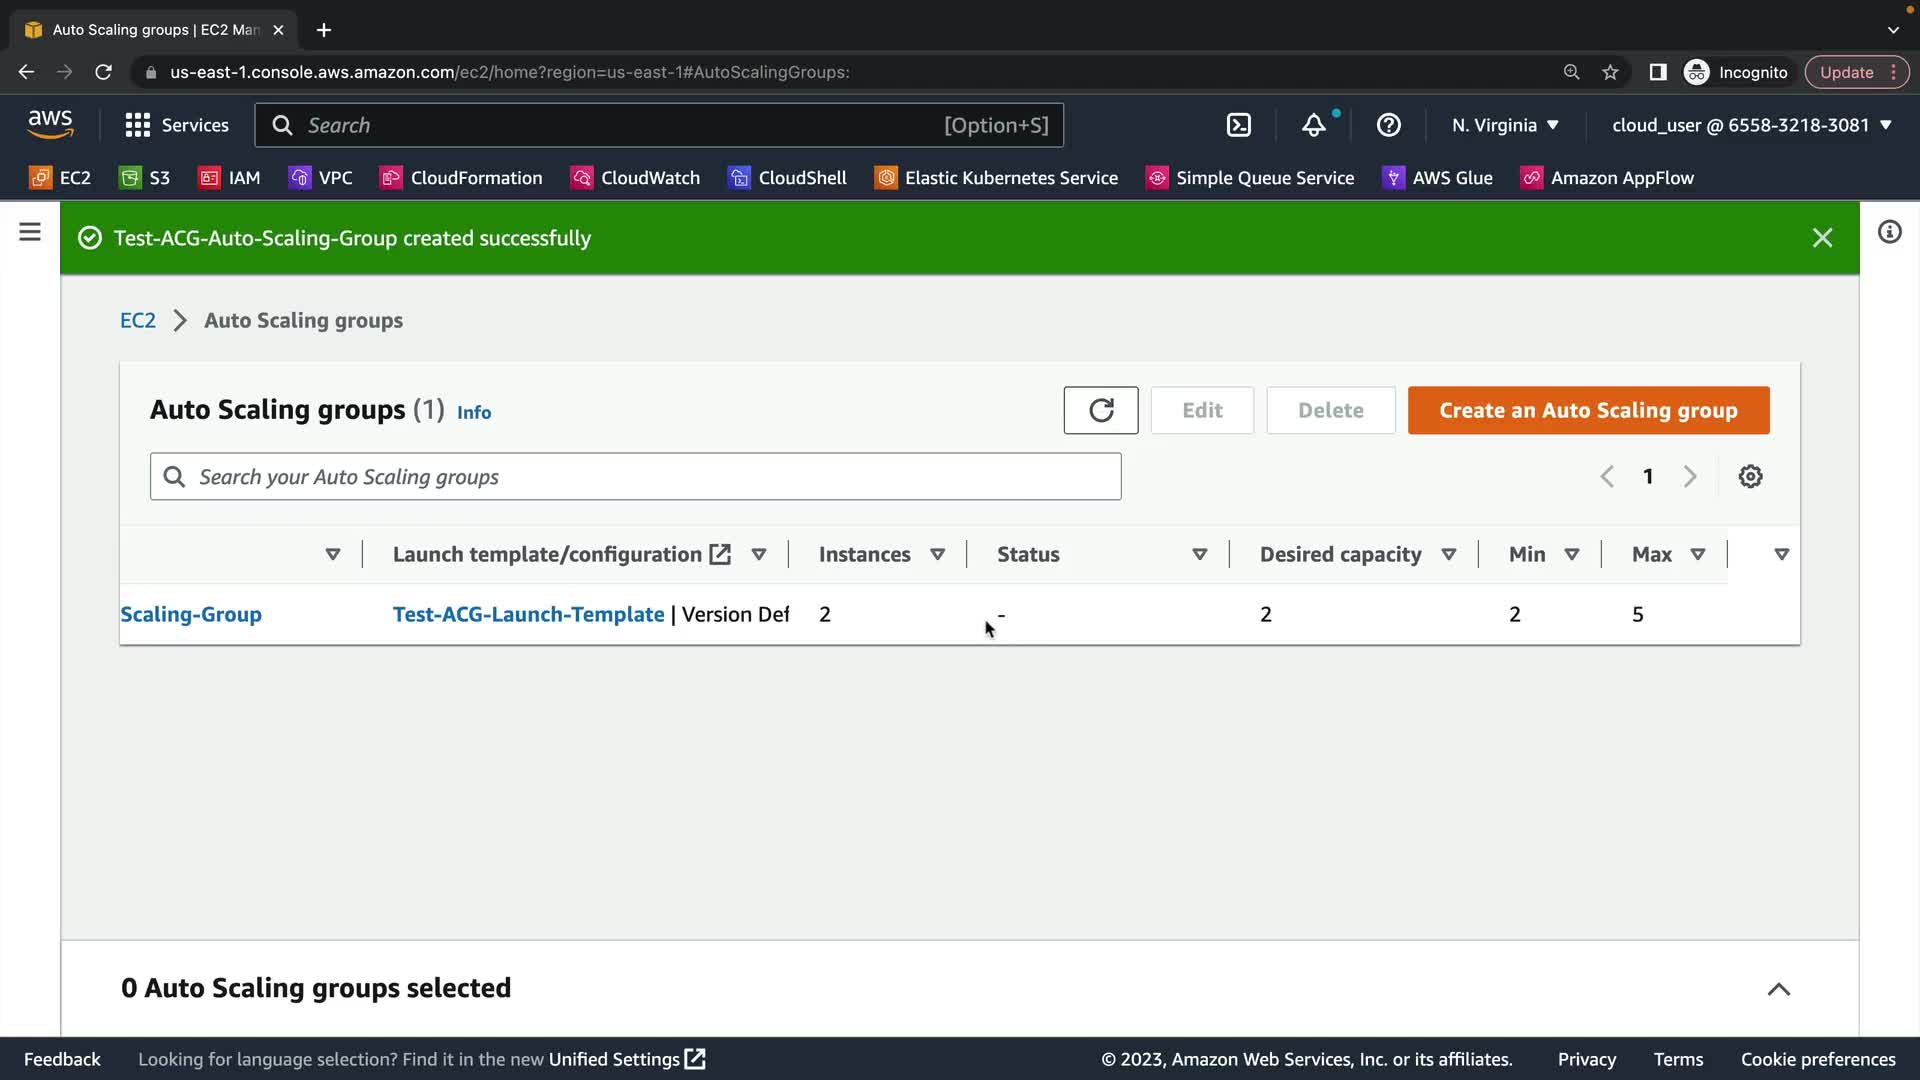 Auto Scaling groups | EC2 Man
us-east-1.console.aws.amazon.com/ec2/home?region=us-east-1#AutoScalingGroups:
Incognito
Update
aws
Services
Search
[Option+S]
N. Virginia
cloud_user @ 6558-3218-3081
EC2
S3
IAM
VPC
CloudFormation
CloudWatch
CloudShell
Elastic Kubernetes Service
Simple Queue Service
AWS Glue
Amazon AppFlow
Test-ACG-Auto-Scaling-Group created successfully
EC2 > Auto Scaling groups
Auto Scaling groups (1) Info
Edit
Delete
Create an Auto Scaling group
Search your Auto Scaling groups
1
Launch template/configuration
Instances
Status
Desired capacity
Min
Max
Scaling-Group
Test-ACG-Launch-Template | Version Def
2
-
2
2
5
0 Auto Scaling groups selected
Feedback
Looking for language selection? Find it in the new Unified Settings
© 2023, Amazon Web Services, Inc. or its affiliates.
Privacy
Terms
Cookie preferences